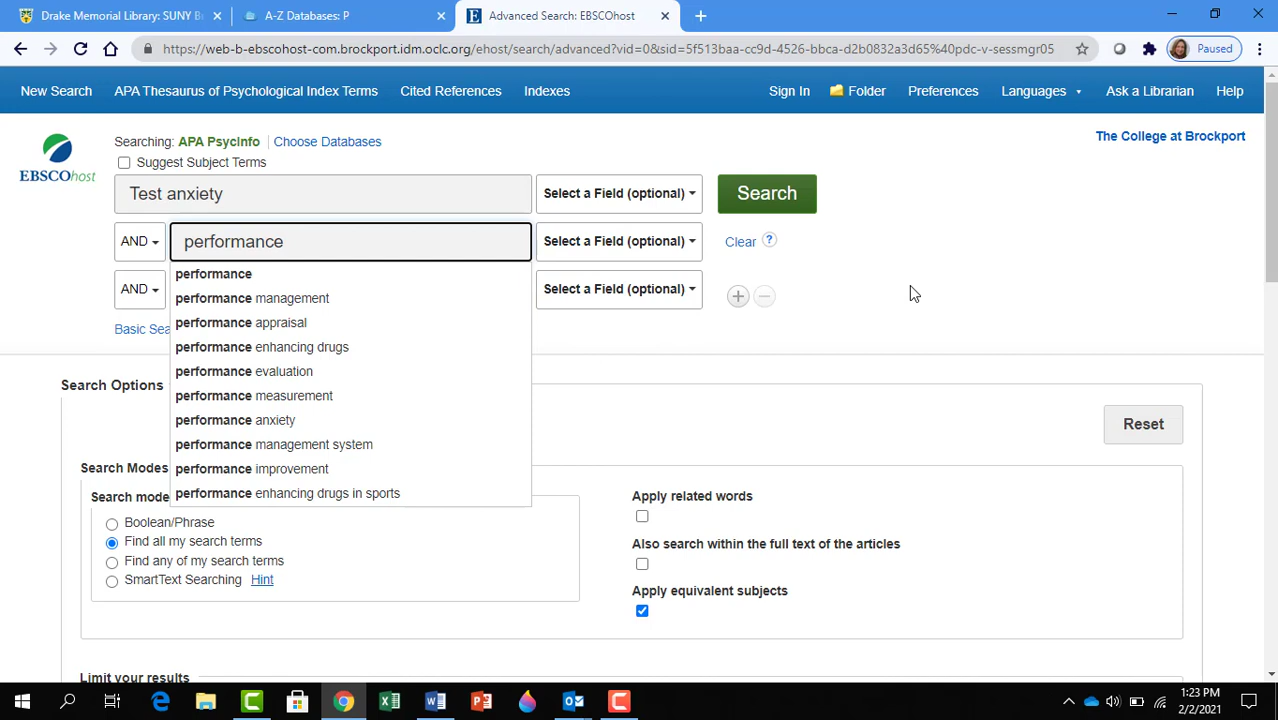 Drake Memorial Library: SUNY B
A-Z Databases: P
Advanced Search: EBSCOhost
https://web-b-ebscohost-com.brockport.idm.oclc.org/ehost/search/advanced?vid=0&sid=5f513baa-cc9d-4526-bbca-d2b0832a3d65%40pdc-v-sessmgr05
Paused
New Search
APA Thesaurus of Psychological Index Terms
Cited References
Indexes
Sign In
Folder
Preferences
Languages
Ask a Librarian
Help
EBSCOhost
Searching: APA PsycInfo
Choose Databases
The College at Brockport
Suggest Subject Terms
Test anxiety
Select a Field (optional)
Search
AND
performance
Select a Field (optional)
Clear
?
AND
Select a Field (optional)
performance
performance management
performance appraisal
performance enhancing drugs
performance evaluation
performance measurement
performance anxiety
performance management system
performance improvement
performance enhancing drugs in sports
Basic Sea
Search Options
Reset
Search Modes
Search mode
Boolean/Phrase
Find all my search terms
Find any of my search terms
SmartText Searching
Hint
Apply related words
Also search within the full text of the articles
Apply equivalent subjects
Limit your results
1:23 PM
2/2/2021